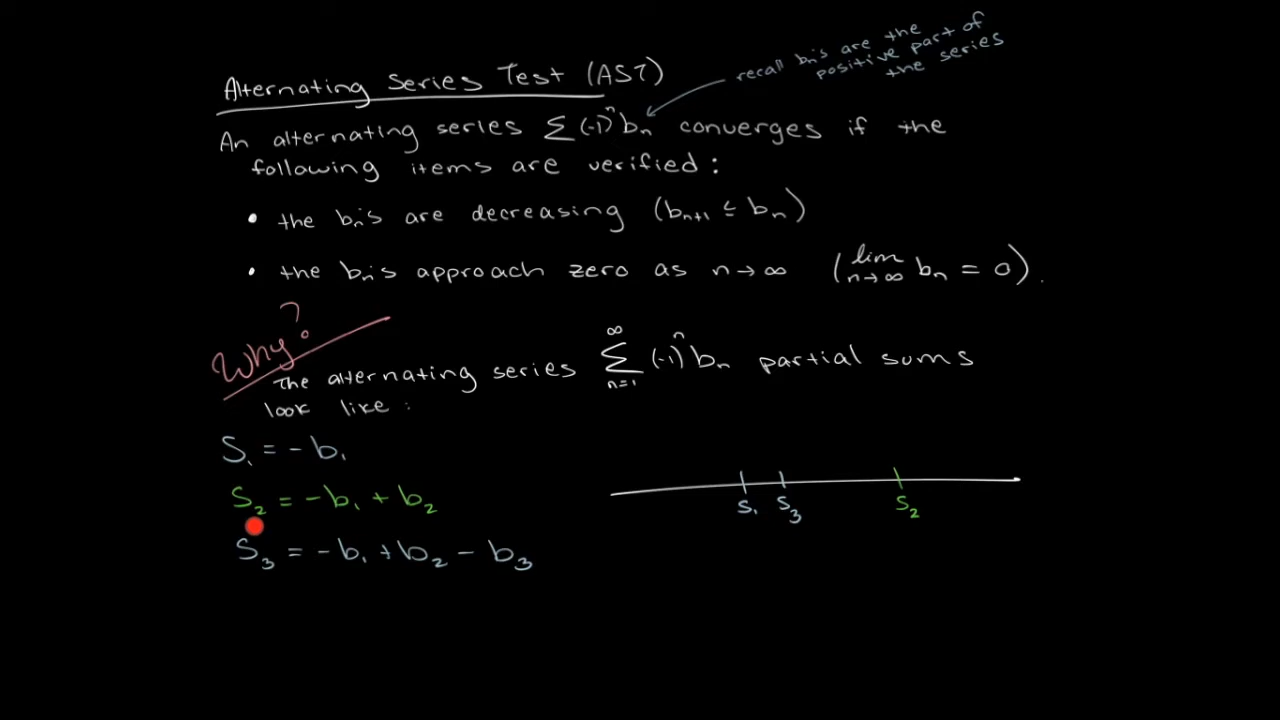 recall bn's are the
positive part of
the series
Alternating Series Test (AST)
An alternating series Σ (-1)ⁿ bₙ converges if the
following items are verified:
• the bₙ's are decreasing (bₙ₊₁ ≤ bₙ)
• the bₙ's approach zero as n→∞ (lim n→∞ bₙ = 0).
Why?
The alternating series ∞ Σ n=1 (-1)ⁿ bₙ partial sums
look like:
S₁ = -b₁
S₂ = -b₁ + b₂
S₃ = -b₁ + b₂ - b₃
S₁ S₃ S₂